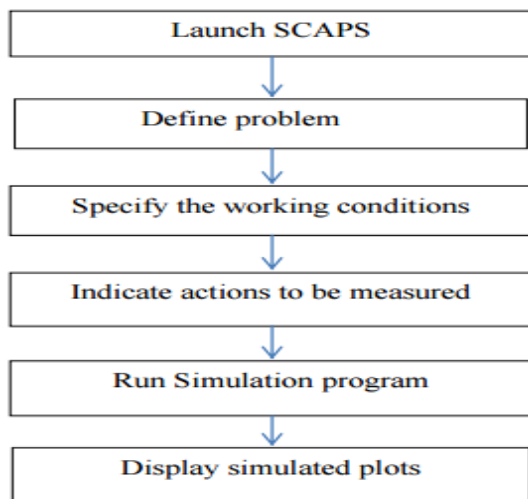 Launch SCAPS
Define problem
Specify the working conditions
Indicate actions to be measured
Run Simulation program
Display simulated plots